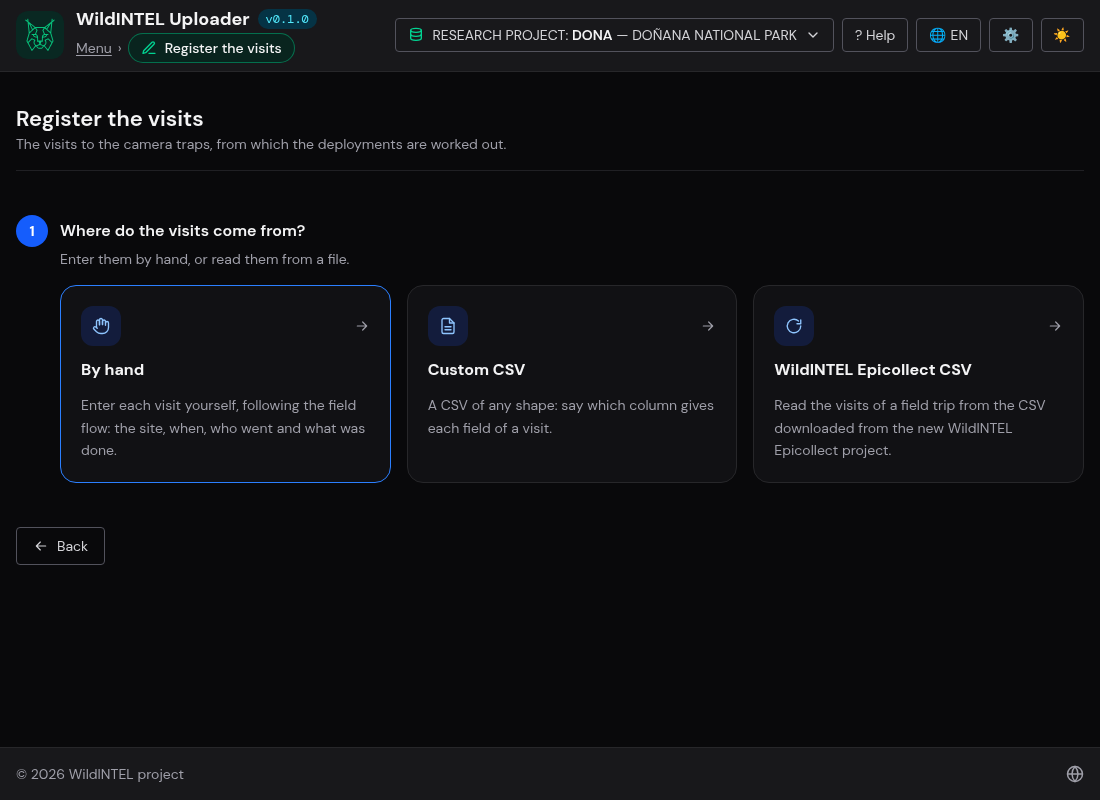 WildINTEL Uploader v0.1.0
Menu › Register the visits
RESEARCH PROJECT: DONA — DOÑANA NATIONAL PARK
? Help
EN
Register the visits
The visits to the camera traps, from which the deployments are worked out.
1
Where do the visits come from?
Enter them by hand, or read them from a file.
By hand
Enter each visit yourself, following the field
flow: the site, when, who went and what was
done.
Custom CSV
A CSV of any shape: say which column gives
each field of a visit.
WildINTEL Epicollect CSV
Read the visits of a field trip from the CSV
downloaded from the new WildINTEL
Epicollect project.
Back
© 2026 WildINTEL project